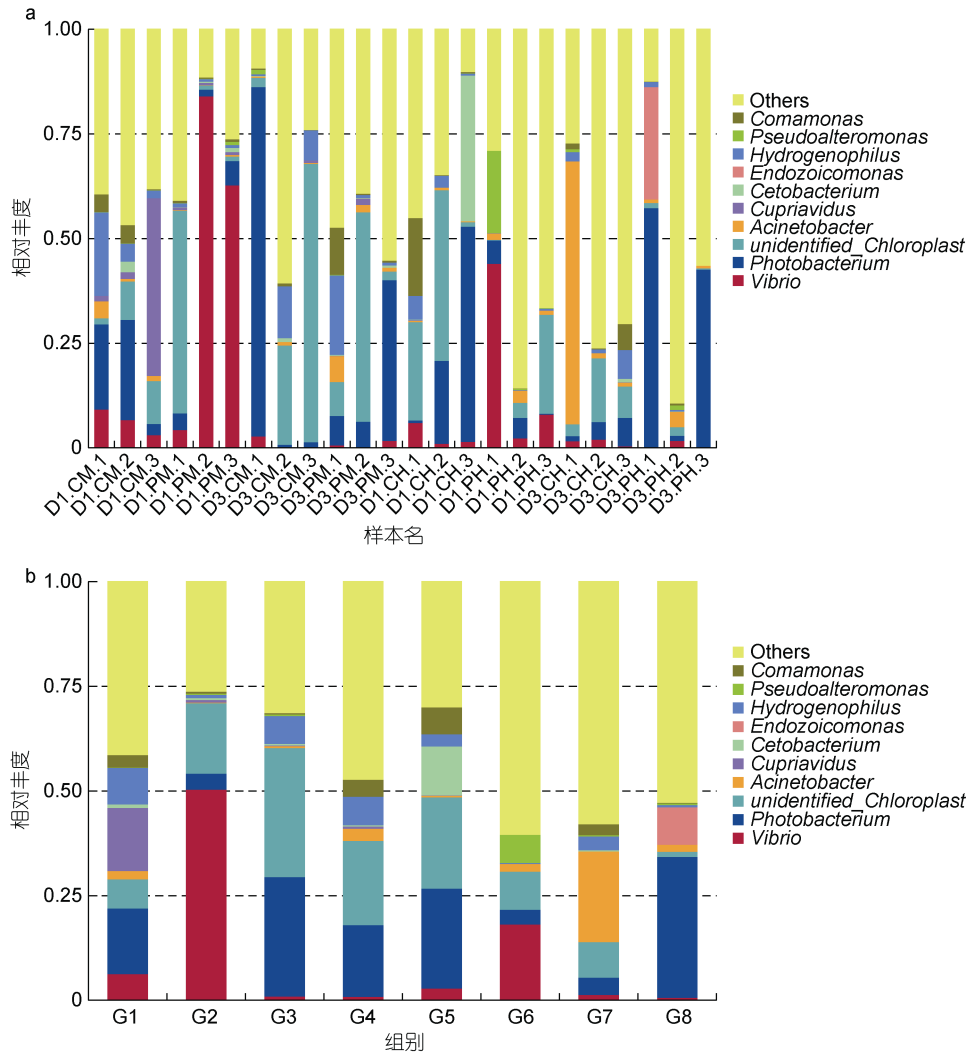 a
1.00
0.75
0.50
0.25
0
相对丰度
D1.CM.1
D1.CM.2
D1.CM.3
D1.PM.1
D1.PM.2
D1.PM.3
D3.CM.1
D3.CM.2
D3.CM.3
D3.PM.1
D3.PM.2
D3.PM.3
D1.CH.1
D1.CH.2
D1.CH.3
D1.PH.1
D1.PH.2
D1.PH.3
D3.CH.1
D3.CH.2
D3.CH.3
D3.PH.1
D3.PH.2
D3.PH.3
样本名
Others
Comamonas
Pseudoalteromonas
Hydrogenophilus
Endozoicomonas
Cetobacterium
Cupriavidus
Acinetobacter
unidentified_Chloroplast
Photobacterium
Vibrio
b
1.00
0.75
0.50
0.25
0
相对丰度
G1
G2
G3
G4
G5
G6
G7
G8
组别
Others
Comamonas
Pseudoalteromonas
Hydrogenophilus
Endozoicomonas
Cetobacterium
Cupriavidus
Acinetobacter
unidentified_Chloroplast
Photobacterium
Vibrio